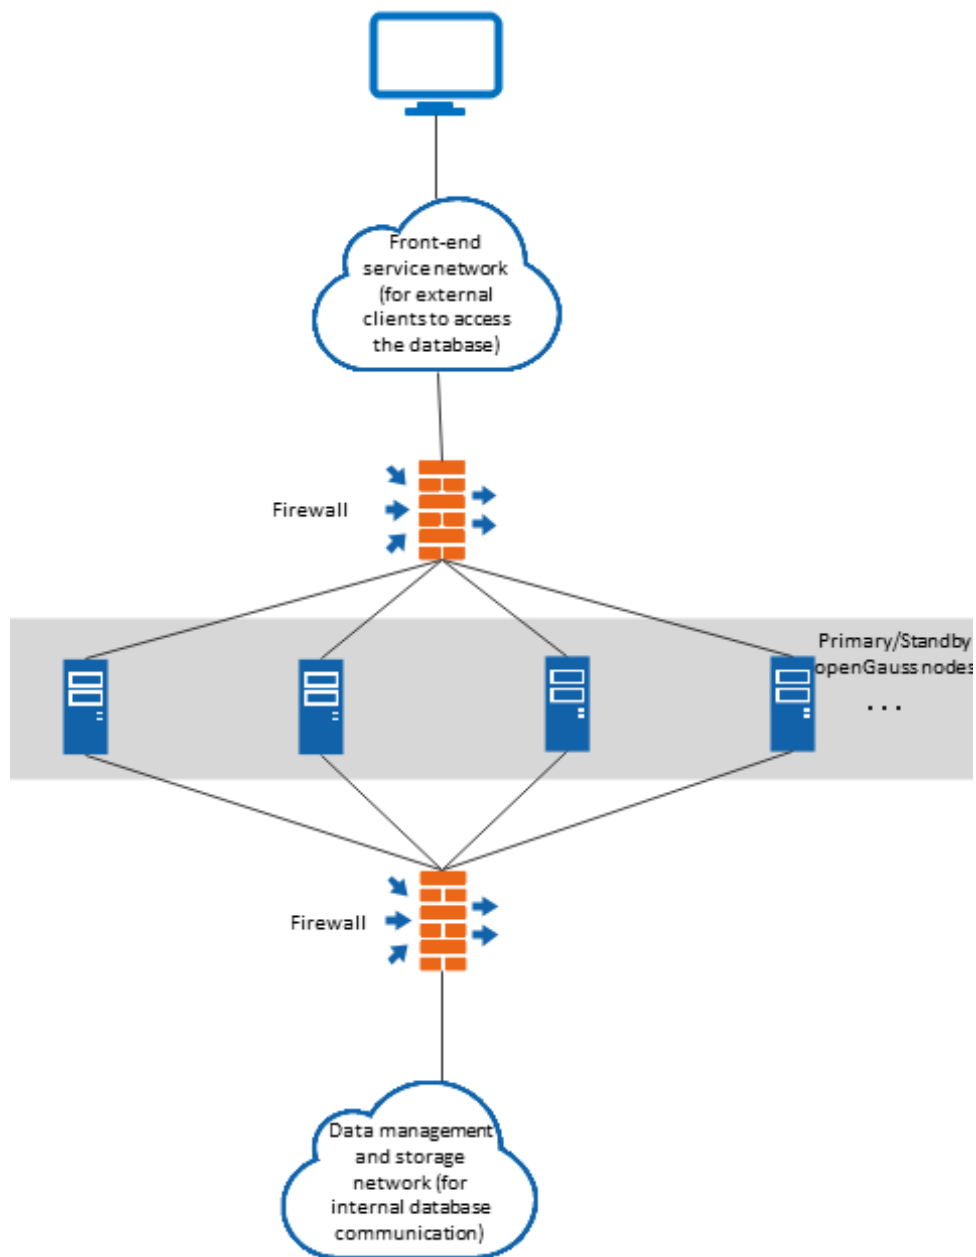 Front-end
service network
(for external
clients to access
the database)
Firewall
Primary/Standby
openGauss nodes
...
Firewall
Data management
and storage
network (for
internal database
communication)